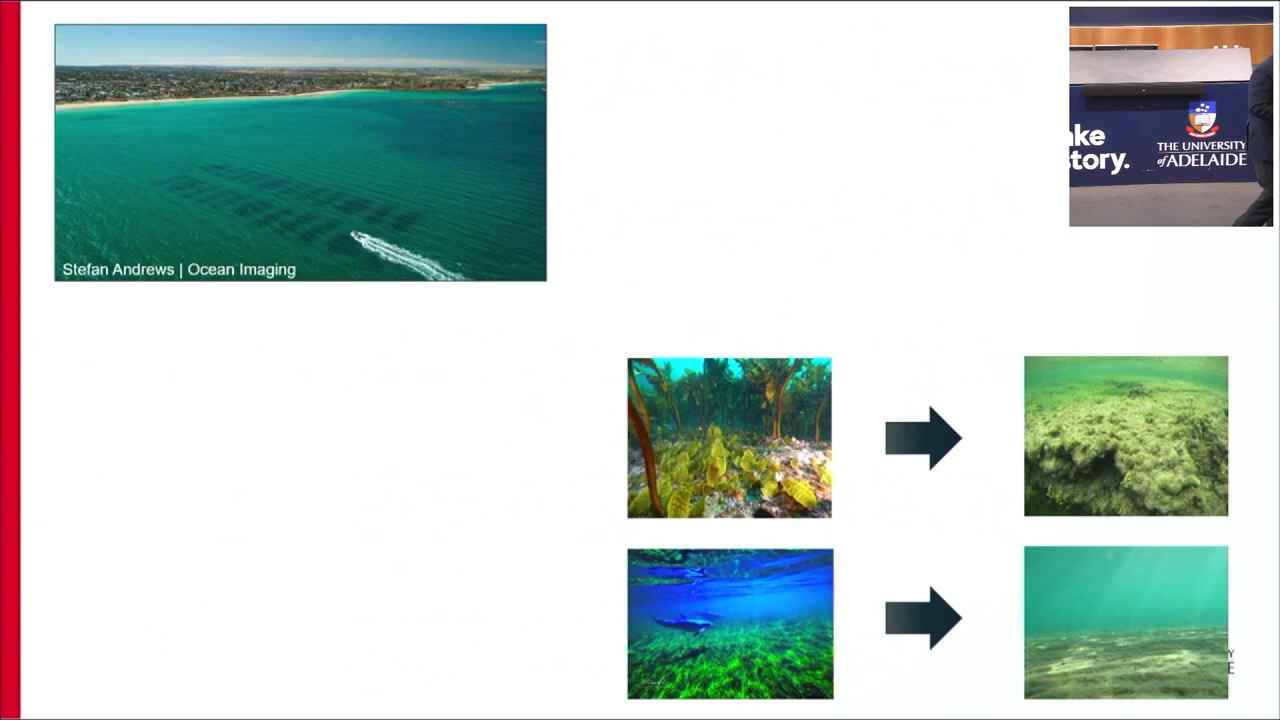 Stefan Andrews | Ocean Imaging
ake
story.
THE UNIVERSITY
of ADELAIDE
Y
E